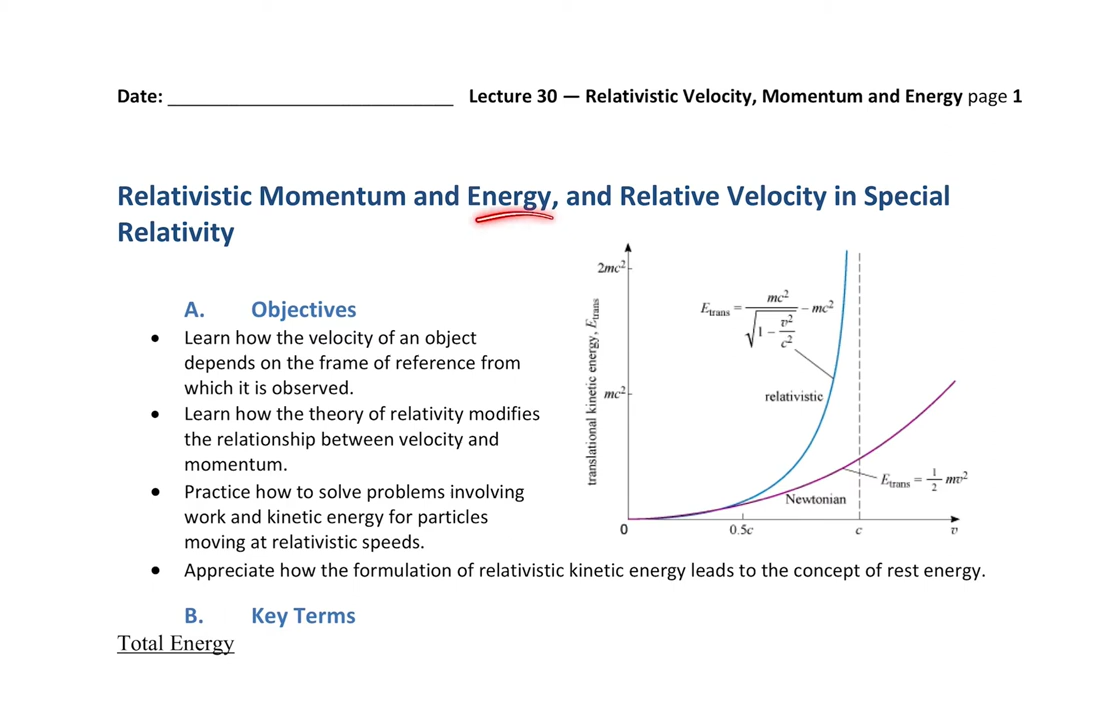 Date: ____________________________ Lecture 30 — Relativistic Velocity, Momentum and Energy page 1
Relativistic Momentum and Energy, and Relative Velocity in Special
Relativity
A. Objectives
• Learn how the velocity of an object
depends on the frame of reference from
which it is observed.
• Learn how the theory of relativity modifies
the relationship between velocity and
momentum.
• Practice how to solve problems involving
work and kinetic energy for particles
moving at relativistic speeds.
• Appreciate how the formulation of relativistic kinetic energy leads to the concept of rest energy.
translational kinetic energy, E_trans
2mc²
mc²
0
0.5c
c
v
E_trans = mc² / √(1 − v²/c²) − mc²
relativistic
E_trans = 1/2 mv²
Newtonian
B. Key Terms
Total Energy